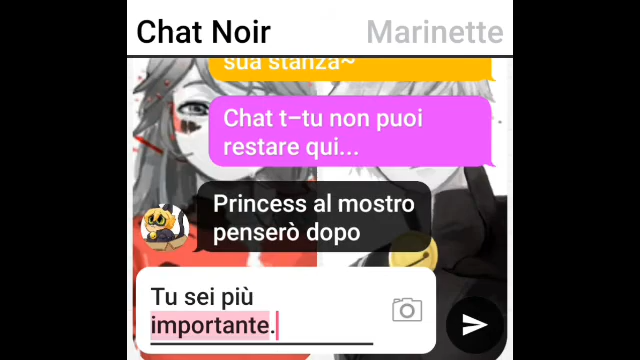 Chat Noir
Marinette
sua stanza~
Chat t-tu non puoi
restare qui...
Princess al mostro
penserò dopo
Tu sei più
importante.